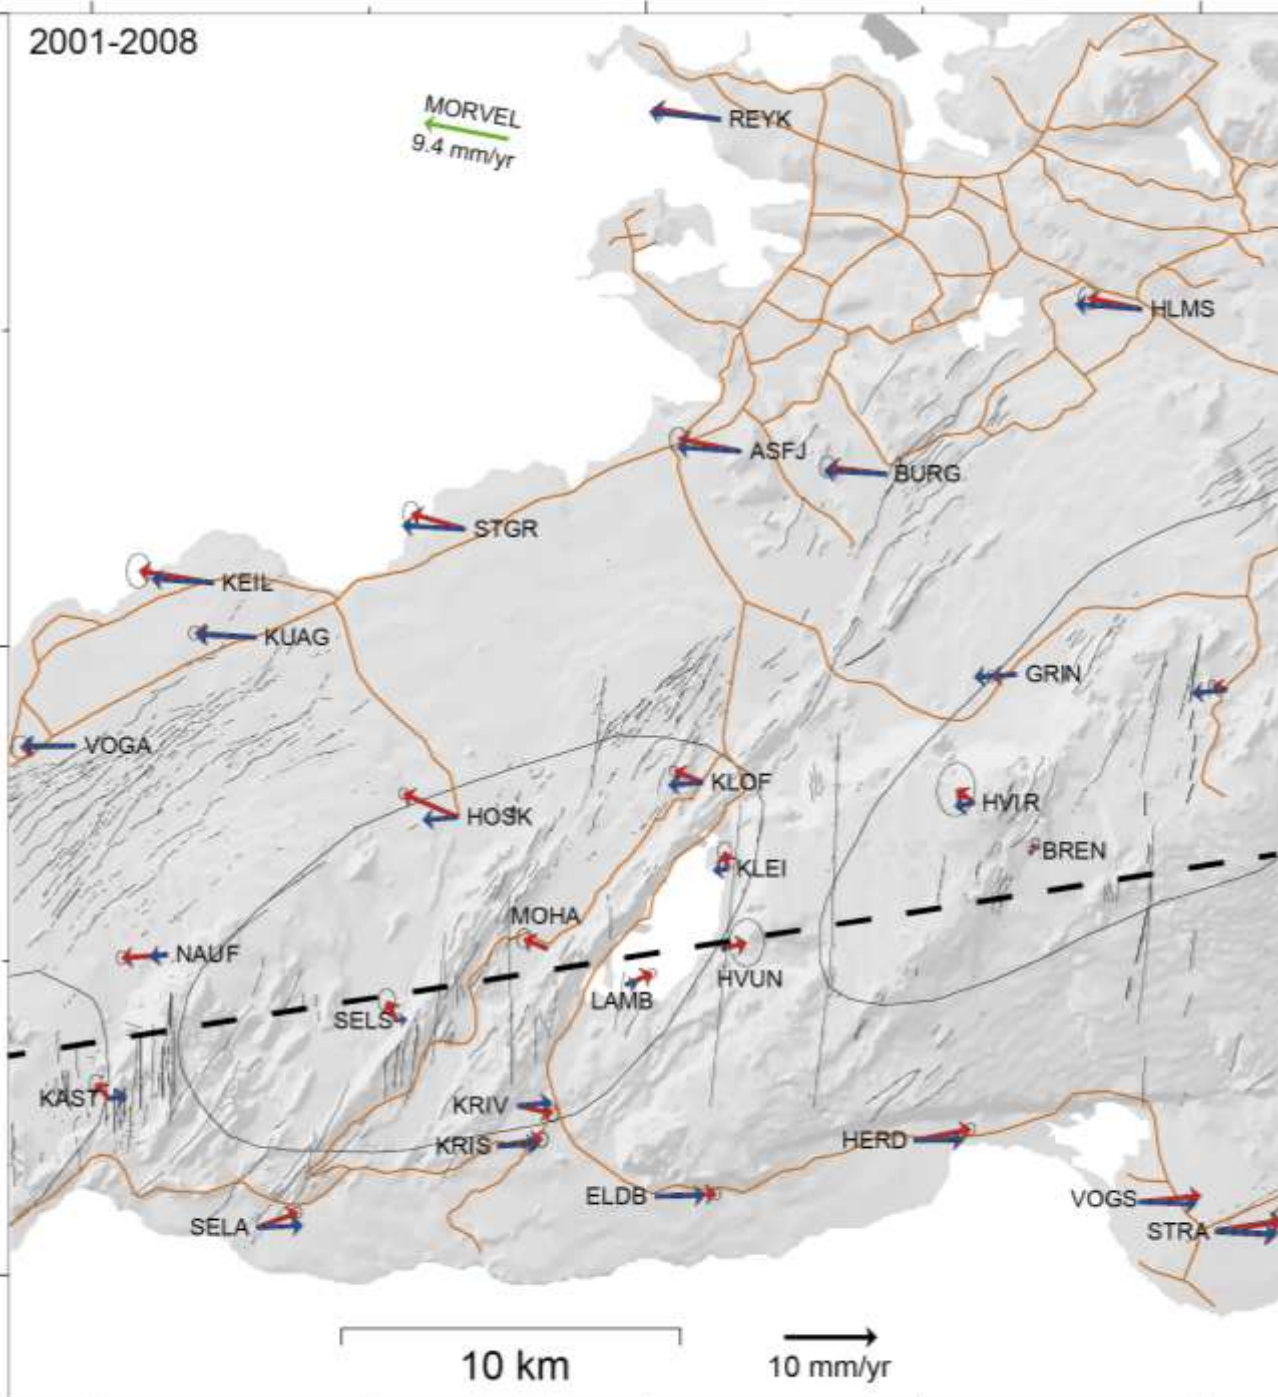 2001-2008
MORVEL
9.4 mm/yr
REYK
HLMS
ASFJ
BURG
STGR
KEIL
KUAG
GRIN
VOGA
KLOF
HOSK
HVIR
BREN
KLEI
MOHA
NAUF
HVUN
LAMB
SELS
KAST
KRIV
KRIS
HERD
ELDB
VOGS
SELA
STRA
10 km
10 mm/yr